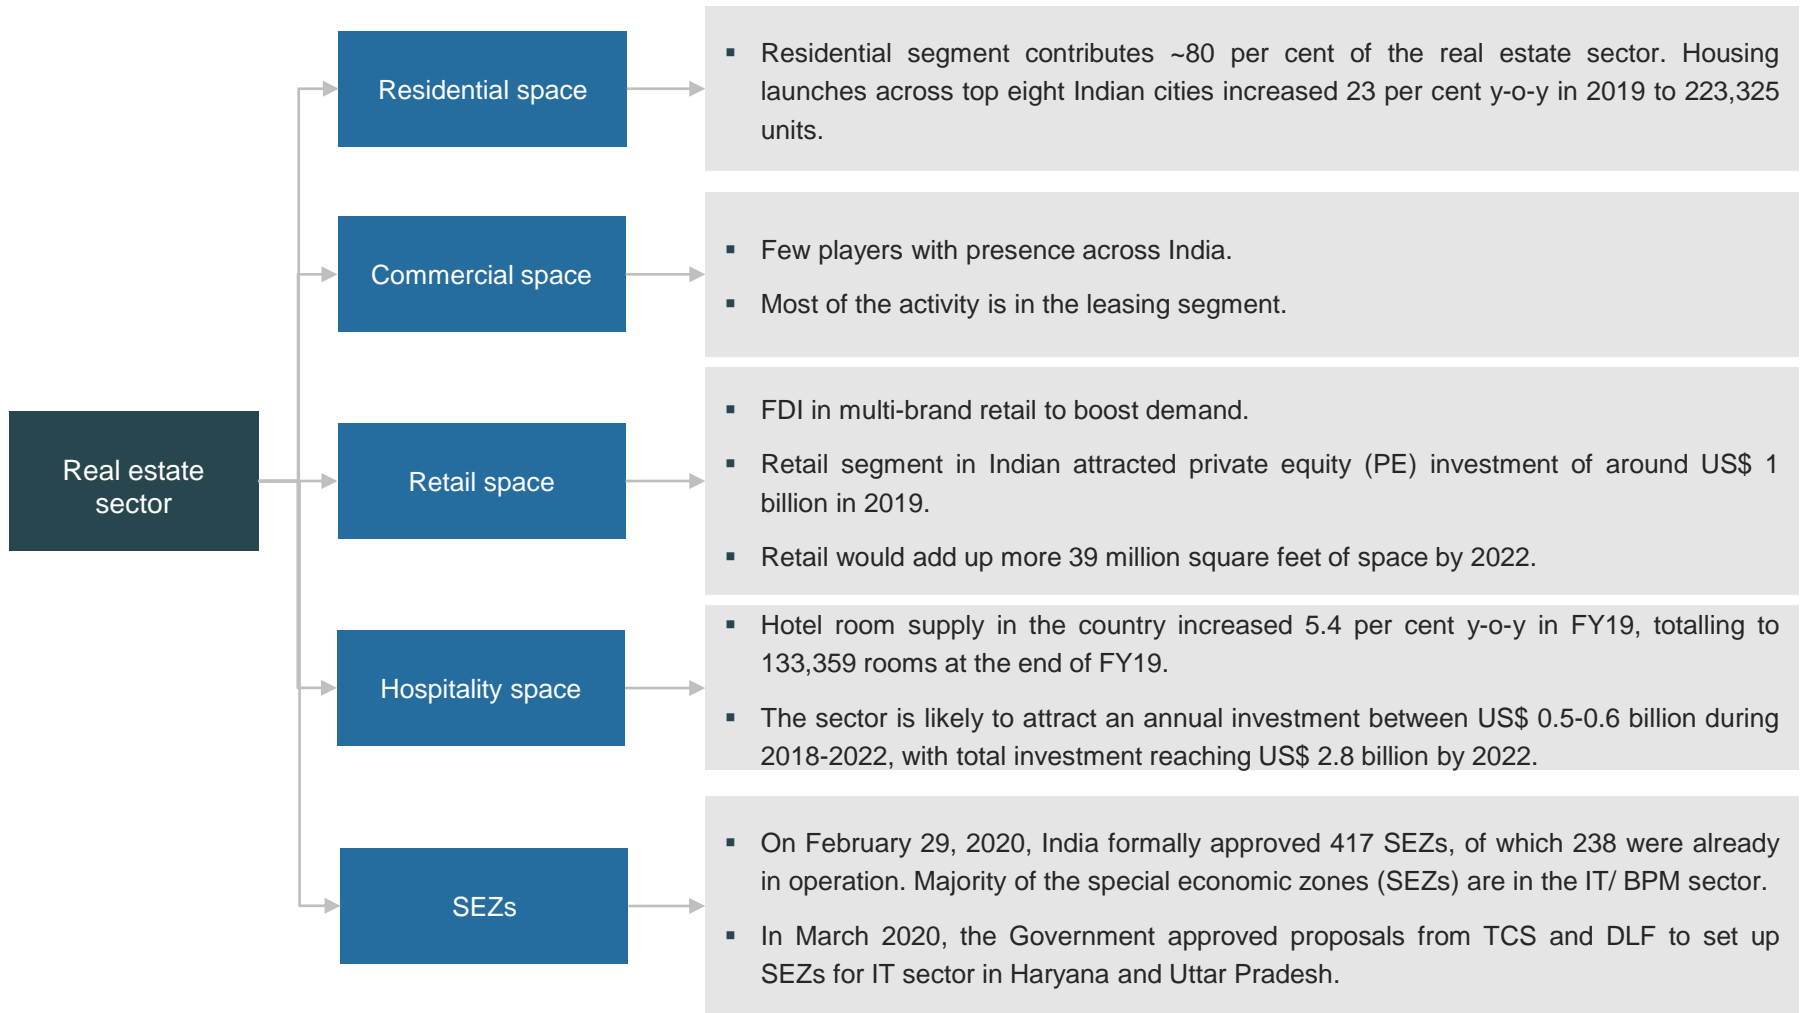 Real estate
sector
Residential space
Residential segment contributes ~80 per cent of the real estate sector. Housing
launches across top eight Indian cities increased 23 per cent y-o-y in 2019 to 223,325
units.
Commercial space
Few players with presence across India.
Most of the activity is in the leasing segment.
Retail space
FDI in multi-brand retail to boost demand.
Retail segment in Indian attracted private equity (PE) investment of around US$ 1
billion in 2019.
Retail would add up more 39 million square feet of space by 2022.
Hospitality space
Hotel room supply in the country increased 5.4 per cent y-o-y in FY19, totalling to
133,359 rooms at the end of FY19.
The sector is likely to attract an annual investment between US$ 0.5-0.6 billion during
2018-2022, with total investment reaching US$ 2.8 billion by 2022.
SEZs
On February 29, 2020, India formally approved 417 SEZs, of which 238 were already
in operation. Majority of the special economic zones (SEZs) are in the IT/ BPM sector.
In March 2020, the Government approved proposals from TCS and DLF to set up
SEZs for IT sector in Haryana and Uttar Pradesh.